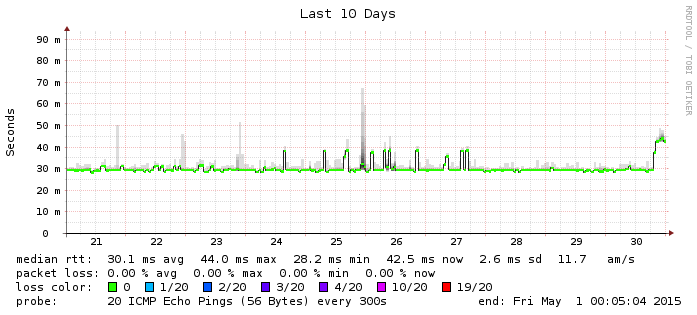 Last 10 Days
RRDTOOL / TOBI OETIKER
Seconds
90 m
80 m
70 m
60 m
50 m
40 m
30 m
20 m
10 m
0
21 22 23 24 25 26 27 28 29 30
median rtt: 30.1 ms avg 44.0 ms max 28.2 ms min 42.5 ms now 2.6 ms sd 11.7 am/s
packet loss: 0.00 % avg 0.00 % max 0.00 % min 0.00 % now
loss color: 0 1/20 2/20 3/20 4/20 10/20 19/20
probe: 20 ICMP Echo Pings (56 Bytes) every 300s end: Fri May 1 00:05:04 2015